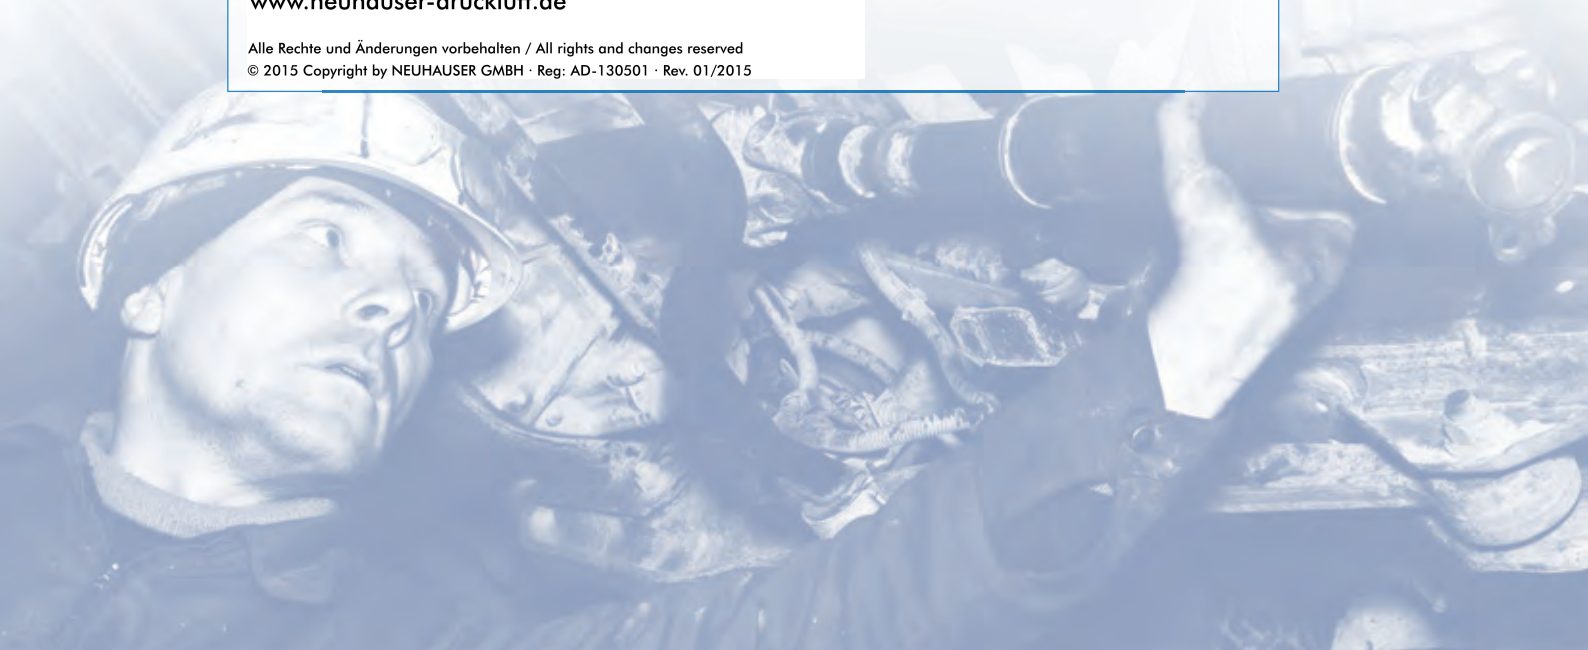 www.neuhauser-druckluft.de
Alle Rechte und Änderungen vorbehalten / All rights and changes reserved
© 2015 Copyright by NEUHAUSER GMBH · Reg: AD-130501 · Rev. 01/2015